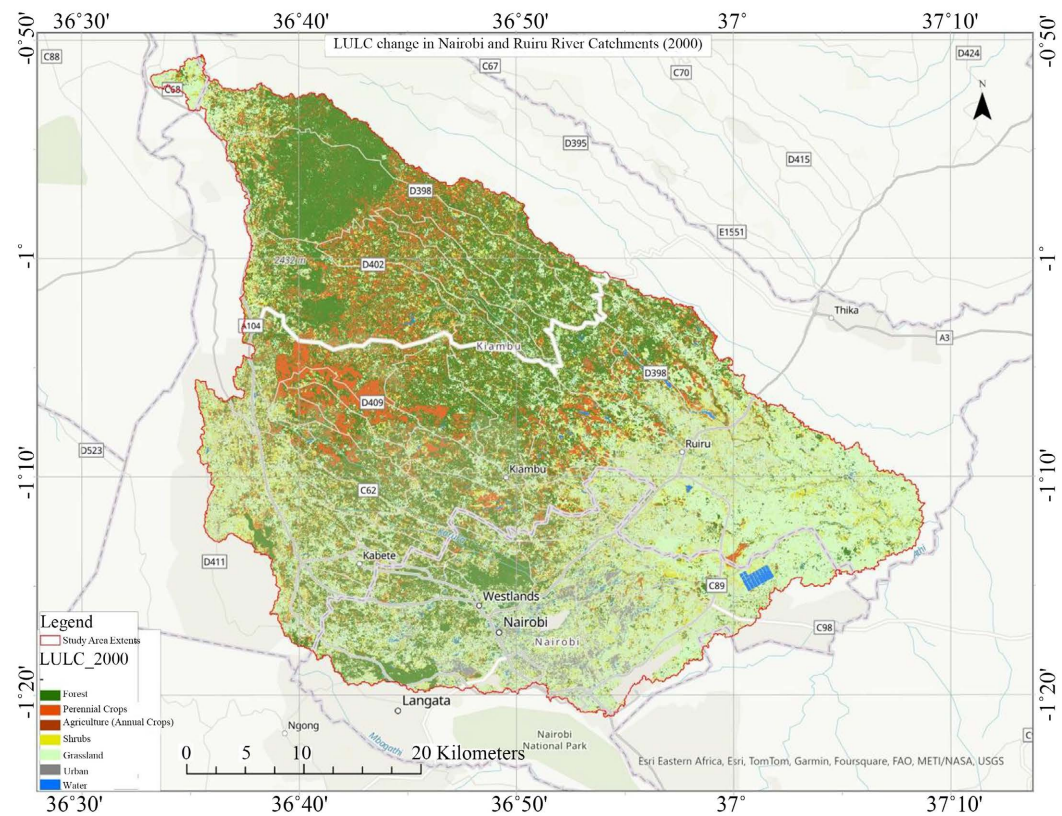 36°30' 36°40' 36°50' 37° 37°10'
-0°50' -0°50'
LULC change in Nairobi and Ruiru River Catchments (2000)
C88
C67
D424
C70
C68
N
D395
D415
D398
E1551
-1° -1°
2432m
D402
Thika
A104
A3
Kiambu
D398
D409
D523
Ruiru
-1°10' -1°10'
Kiambu
C62
Kabete
D411
Athi
C89
Westlands
Nairobi
Nairobi
C98
Legend
Study Area Extents
LULC_2000
Forest
Perennial Crops
Agriculture (Annual Crops)
Shrubs
Grassland
Urban
Water
-1°20' -1°20'
Langata
Ngong
Mbagathi
Nairobi
National Park
0 5 10 20 Kilometers
Esri Eastern Africa, Esri, TomTom, Garmin, Foursquare, FAO, METI/NASA, USGS
36°30' 36°40' 36°50' 37° 37°10'